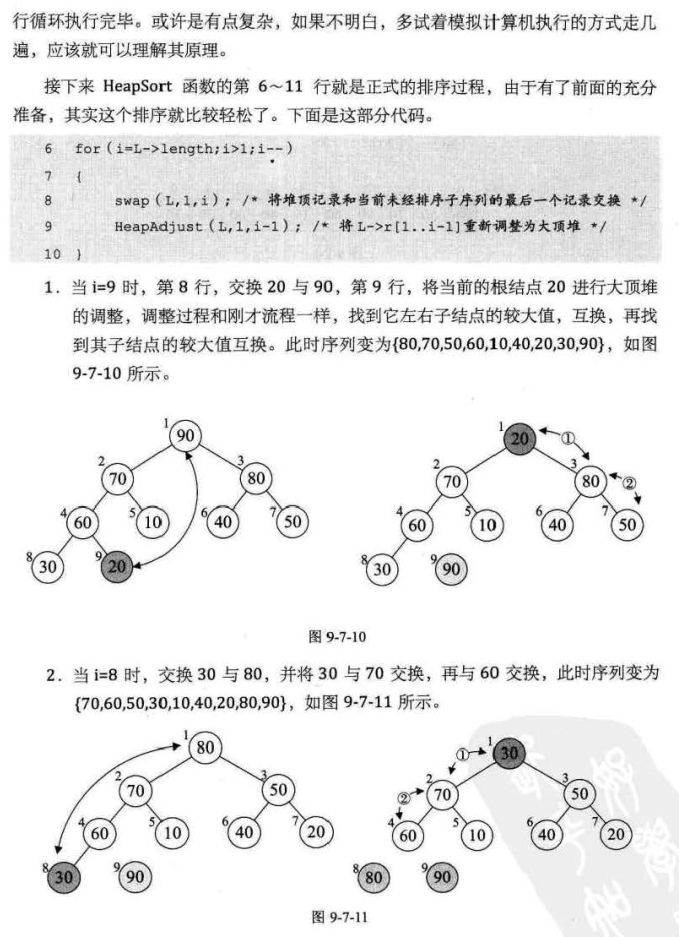 行循环执行完毕。或许是有点复杂，如果不明白，多试着模拟计算机执行的方式走几
遍，应该就可以理解其原理。
接下来 HeapSort 函数的第 6～11 行就是正式的排序过程，由于有了前面的充分
准备，其实这个排序就比较轻松了。下面是这部分代码。
6 for（i=L->length;i>1;i--）
7 {
8 swap（L,1,i）; /* 将堆顶记录和当前未经排序子序列的最后一个记录交换 */
9 HeapAdjust（L,1,i-1）; /* 将 L->r[1..i-1]重新调整为大顶堆 */
10 }
1．当 i=9 时，第 8 行，交换 20 与 90，第 9 行，将当前的根结点 20 进行大顶堆
的调整，调整过程和刚才流程一样，找到它左右子结点的较大值，互换，再找
到其子结点的较大值互换。此时序列变为{80,70,50,60,10,40,20,30,90}，如图
9-7-10 所示。
1 90 1 20 ①
2 70 3 80 2 70 3 80 ②
4 60 5 10 6 40 7 50 4 60 5 10 6 40 7 50
8 30 9 20 8 30 9 90
图 9-7-10
2．当 i=8 时，交换 30 与 80，并将 30 与 70 交换，再与 60 交换，此时序列变为
{70,60,50,30,10,40,20,80,90}，如图 9-7-11 所示。
1 80 ① 1 30
2 70 3 50 ② 2 70 3 50
4 60 5 10 6 40 7 20 4 60 5 10 6 40 7 20
8 30 9 90 8 80 9 90
图 9-7-11